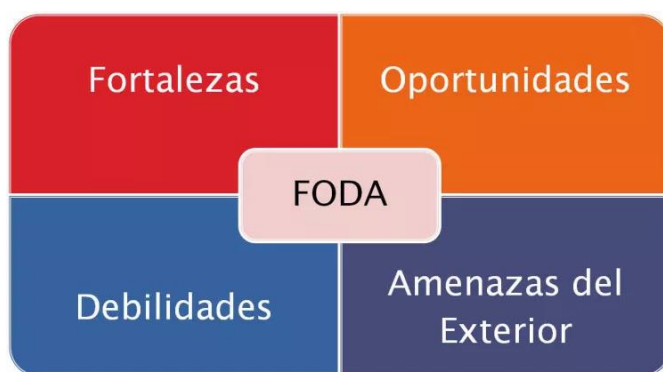 Fortalezas
Oportunidades
FODA
Debilidades
Amenazas del
Exterior